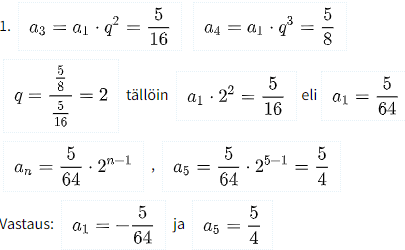 1. a₃ = a₁ · q² = 5/16 a₄ = a₁ · q³ = 5/8
q = (5/8)/(5/16) = 2 tällöin a₁ · 2² = 5/16 eli a₁ = 5/64
aₙ = 5/64 · 2ⁿ⁻¹ , a₅ = 5/64 · 2⁵⁻¹ = 5/4
Vastaus: a₁ = −5/64 ja a₅ = 5/4